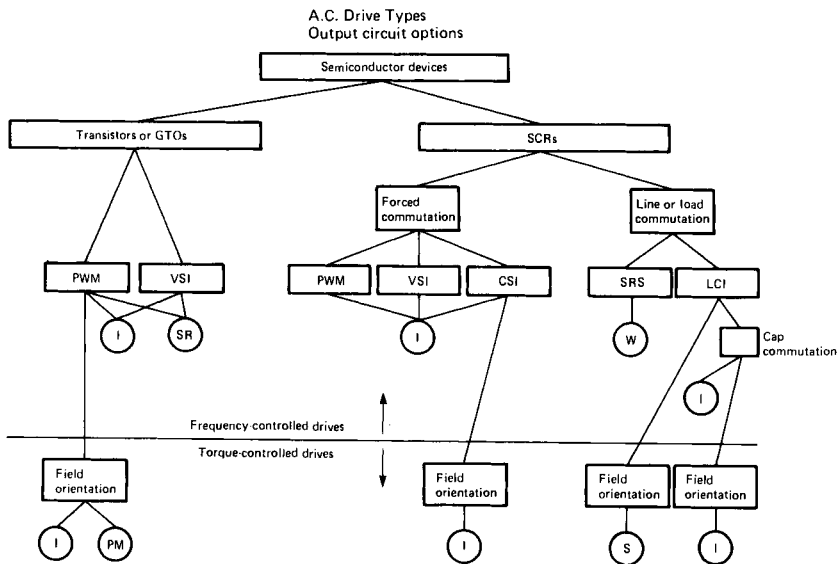 A.C. Drive Types
Output circuit options
Semiconductor devices
Transistors or GTOs
SCRs
Forced
commutation
Line or load
commutation
PWM
VSI
PWM
VSI
CSI
SRS
LCI
I
SR
I
W
Cap
commutation
I
Frequency-controlled drives
Torque-controlled drives
Field
orientation
Field
orientation
Field
orientation
Field
orientation
I
PM
I
S
I